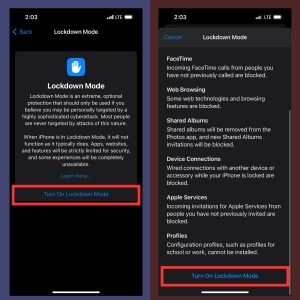 2:03
LTE
Back
Lockdown Mode
Lockdown Mode is an extreme, optional
protection that should only be used if you
believe you may be personally targeted by a
highly sophisticated cyberattack. Most people
are never targeted by attacks of this nature.
When iPhone is in Lockdown Mode, it will not
function as it typically does. Apps, websites,
and features will be strictly limited for security,
and some experiences will be completely
unavailable.
Learn more...
Turn On Lockdown Mode
2:03
LTE
Cancel
Lockdown Mode
FaceTime
Incoming FaceTime calls from people you
have not previously called are blocked.
Web Browsing
Some web technologies and browsing
features are blocked.
Shared Albums
Shared albums will be removed from the
Photos app, and new Shared Album
invitations will be blocked.
Device Connections
Wired connections with another device or
accessory while your iPhone is locked are
blocked.
Apple Services
Incoming invitations for Apple Services from
people you have not previously invited are
blocked.
Profiles
Configuration profiles, such as profiles for
school or work, cannot be installed.
Turn On Lockdown Mode